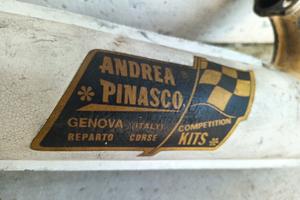 ANDREA
* PINASCO
GENOVA (ITALY) COMPETITION
REPARTO CORSE KITS *